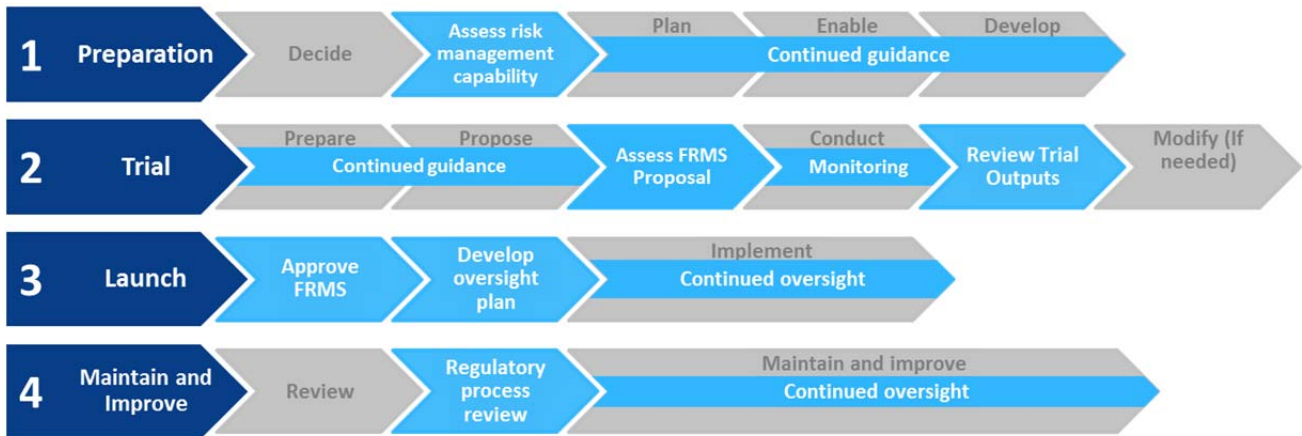 1
Preparation
Decide
Assess risk
management
capability
Plan
Enable
Develop
Continued guidance
2
Trial
Prepare
Propose
Continued guidance
Assess FRMS
Proposal
Conduct
Monitoring
Review Trial
Outputs
Modify (If
needed)
3
Launch
Approve
FRMS
Develop
oversight
plan
Implement
Continued oversight
4
Maintain and
Improve
Review
Regulatory
process
review
Maintain and improve
Continued oversight